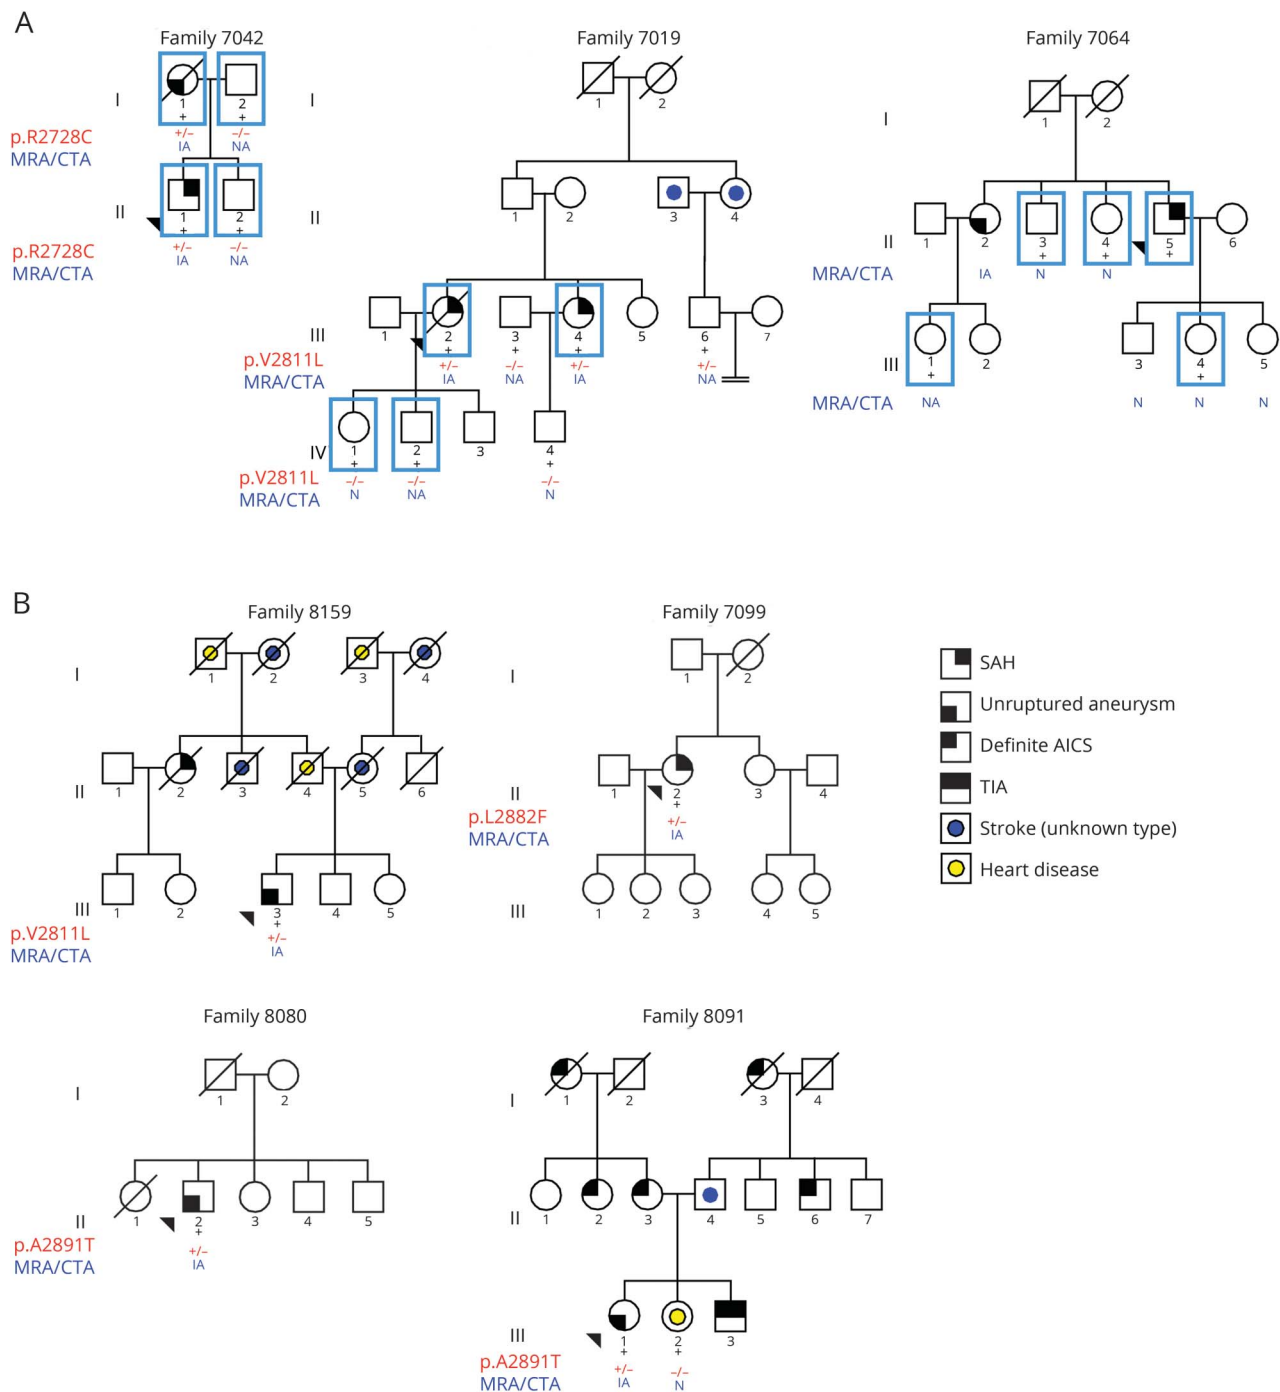 A
Family 7042
Family 7019
Family 7064
I
1
+
2
+
p.R2728C
+/–
–/–
MRA/CTA
IA
NA
II
1
+
2
+
p.R2728C
+/–
–/–
MRA/CTA
IA
NA
I
1
2
II
1
2
3
4
III
1
2
+
3
+
4
+
5
6
+
7
p.V2811L
+/–
–/–
+/–
+/–
MRA/CTA
IA
NA
IA
NA
IV
1
+
2
+
3
4
+
p.V2811L
–/–
–/–
–/–
MRA/CTA
N
NA
N
I
1
2
II
1
2
3
+
4
+
5
+
6
MRA/CTA
IA
N
N
III
1
+
2
3
4
+
5
MRA/CTA
NA
N
N
N
B
Family 8159
Family 7099
I
1
2
3
4
II
1
2
3
4
5
6
III
1
2
3
+
4
5
p.V2811L
+/–
MRA/CTA
IA
I
1
2
II
1
2
+
3
4
p.L2882F
+/–
MRA/CTA
IA
III
1
2
3
4
5
SAH
Unruptured aneurysm
Definite AICS
TIA
Stroke (unknown type)
Heart disease
Family 8080
Family 8091
I
1
2
II
1
2
+
3
4
5
p.A2891T
+/–
MRA/CTA
IA
I
1
2
3
4
II
1
2
3
4
5
6
7
III
1
+
2
+
3
p.A2891T
+/–
–/–
MRA/CTA
IA
N